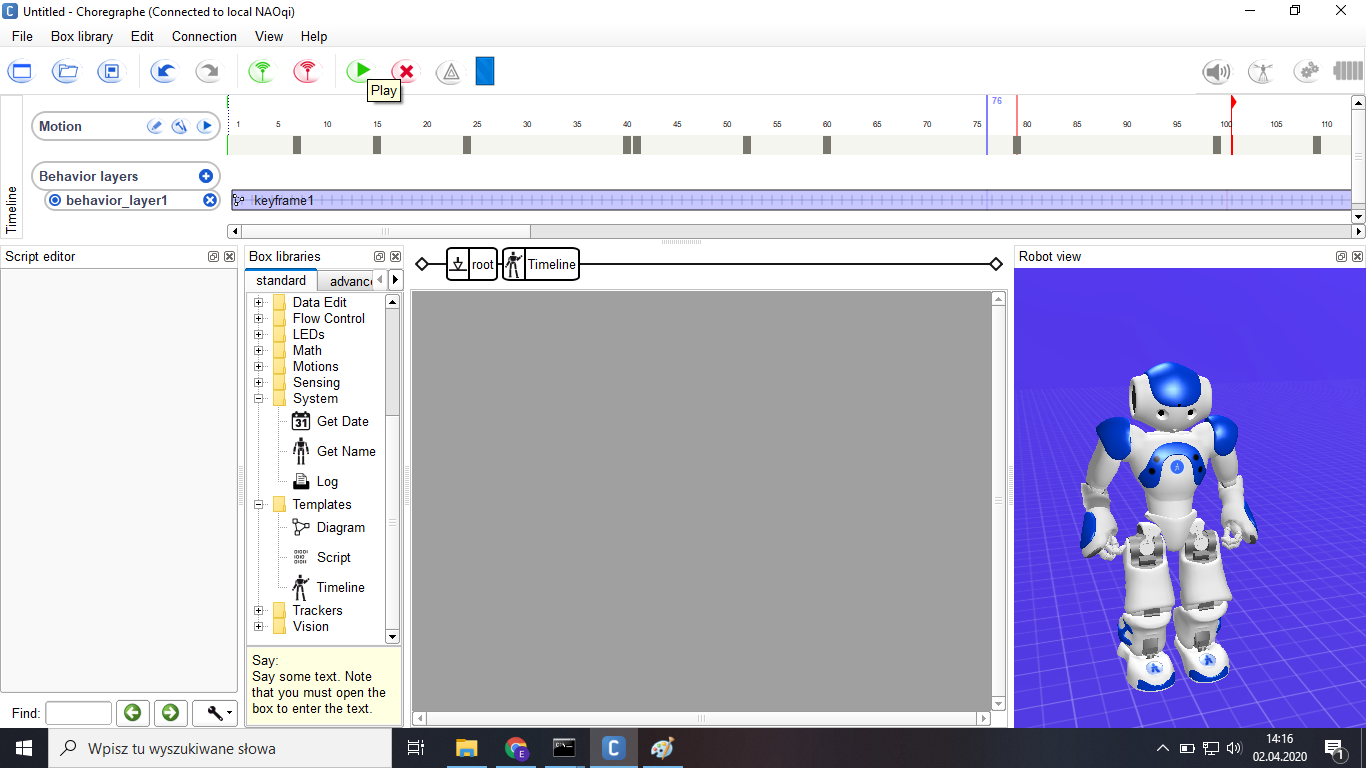 Untitled - Choregraphe (Connected to local NAOqi)
File Box library Edit Connection View Help
Play
76
Motion
1 5 10 15 20 25 30 35 40 45 50 55 60 65 70 75 80 85 90 95 100 105 110
Behavior layers
behavior_layer1
keyframe1
Timeline
Script editor
Find:
Box libraries
standard advanc
Data Edit
Flow Control
LEDs
Math
Motions
Sensing
System
31 Get Date
Get Name
Log
Templates
Diagram
Script
Timeline
Trackers
Vision
Say:
Say some text. Note
that you must open the
box to enter the text.
root Timeline
Robot view
Wpisz tu wyszukiwane słowa
C
E
14:16
02.04.2020
1